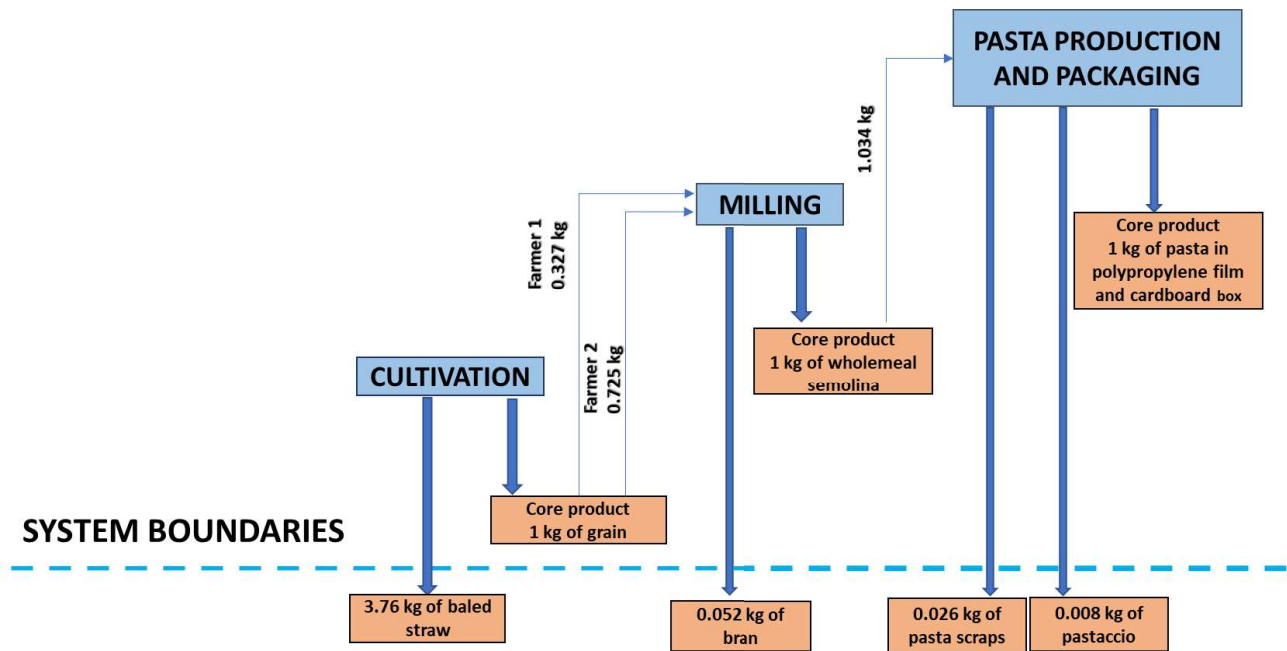 PASTA PRODUCTION
AND PACKAGING
1.034 kg
MILLING
Farmer 1
0.327 kg
Core product
1 kg of pasta in
polypropylene film
and cardboard box
Core product
1 kg of wholemeal
semolina
Farmer 2
0.725 kg
CULTIVATION
Core product
1 kg of grain
SYSTEM BOUNDARIES
3.76 kg of baled
straw
0.052 kg of
bran
0.026 kg of
pasta scraps
0.008 kg of
pastaccio